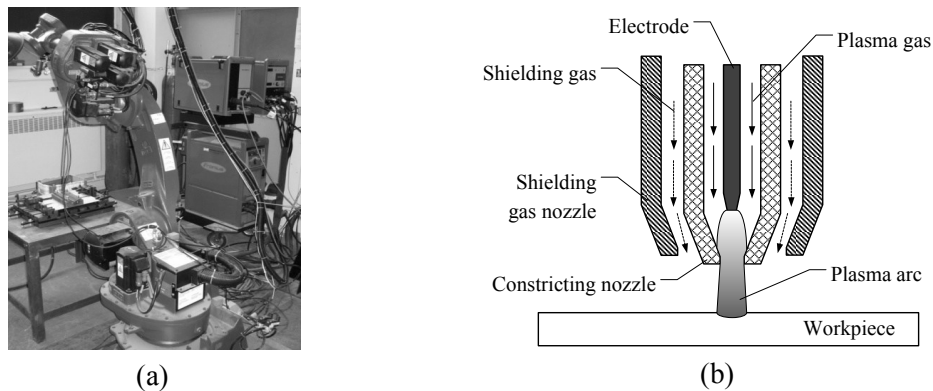 Electrode
Plasma gas
Shielding gas
Shielding
gas nozzle
Constricting nozzle
Plasma arc
Workpiece
(a)
(b)